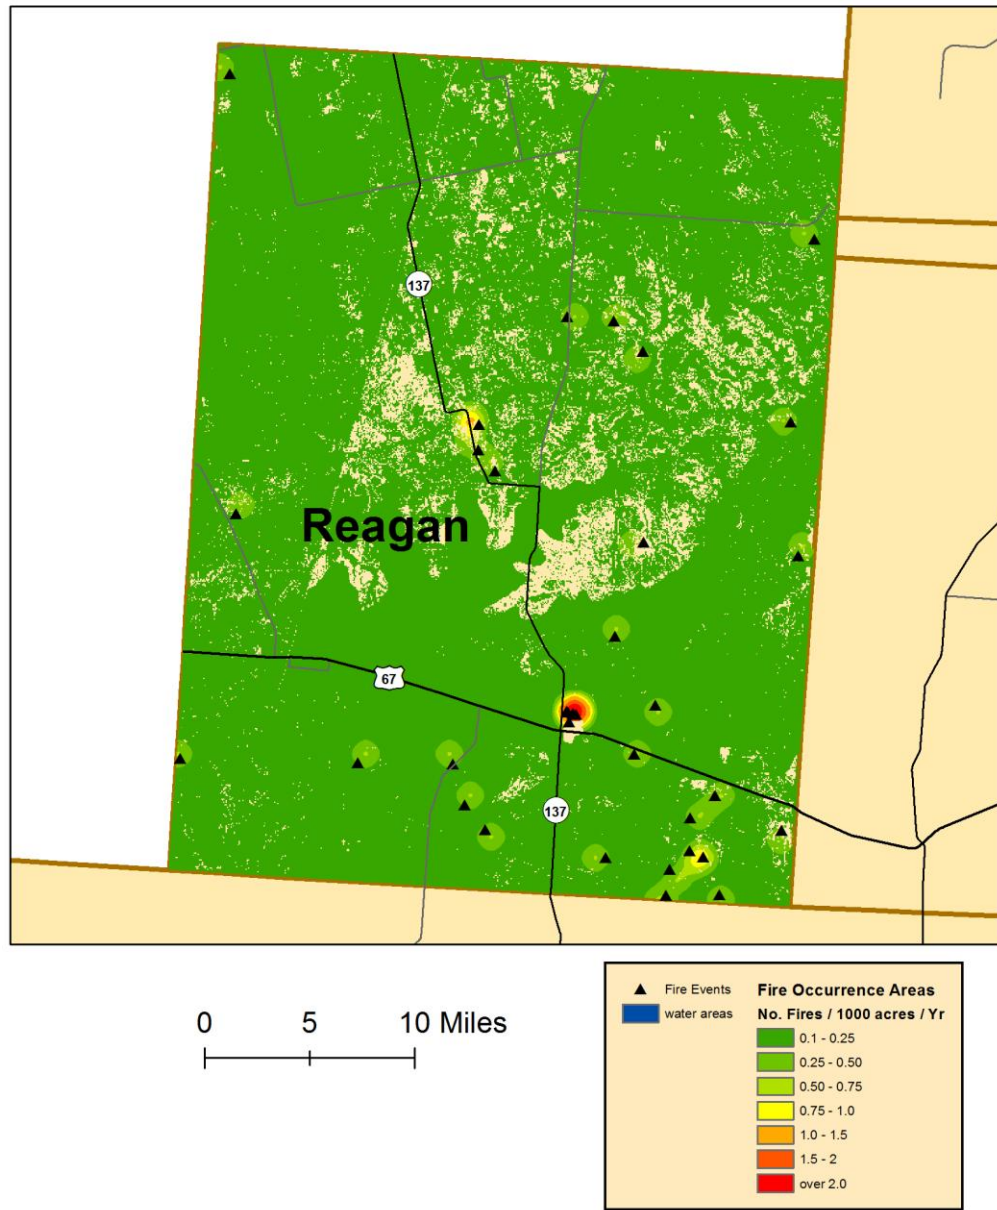 137
Reagan
67
137
0 5 10 Miles
Fire Events
water areas
Fire Occurrence Areas
No. Fires / 1000 acres / Yr
0.1 - 0.25
0.25 - 0.50
0.50 - 0.75
0.75 - 1.0
1.0 - 1.5
1.5 - 2
over 2.0